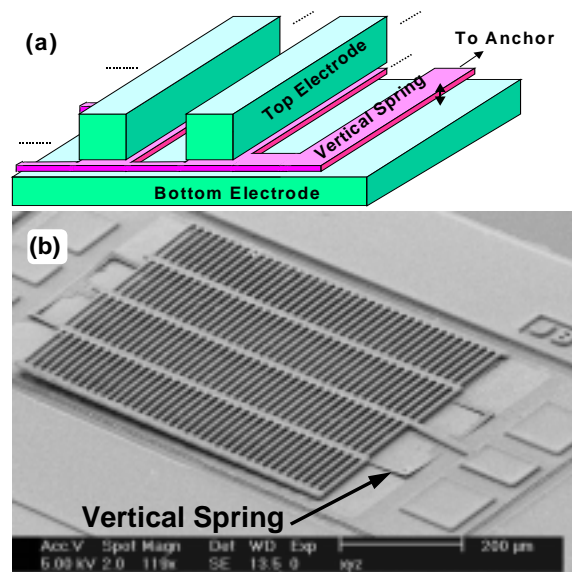 (a)
To Anchor
Top Electrode
Vertical Spring
Bottom Electrode
(b)
Vertical Spring
Acc.V Spot Magn Det WD Exp
5.00 kV 2.0 119x SE 13.5 0 xyz
200 µm